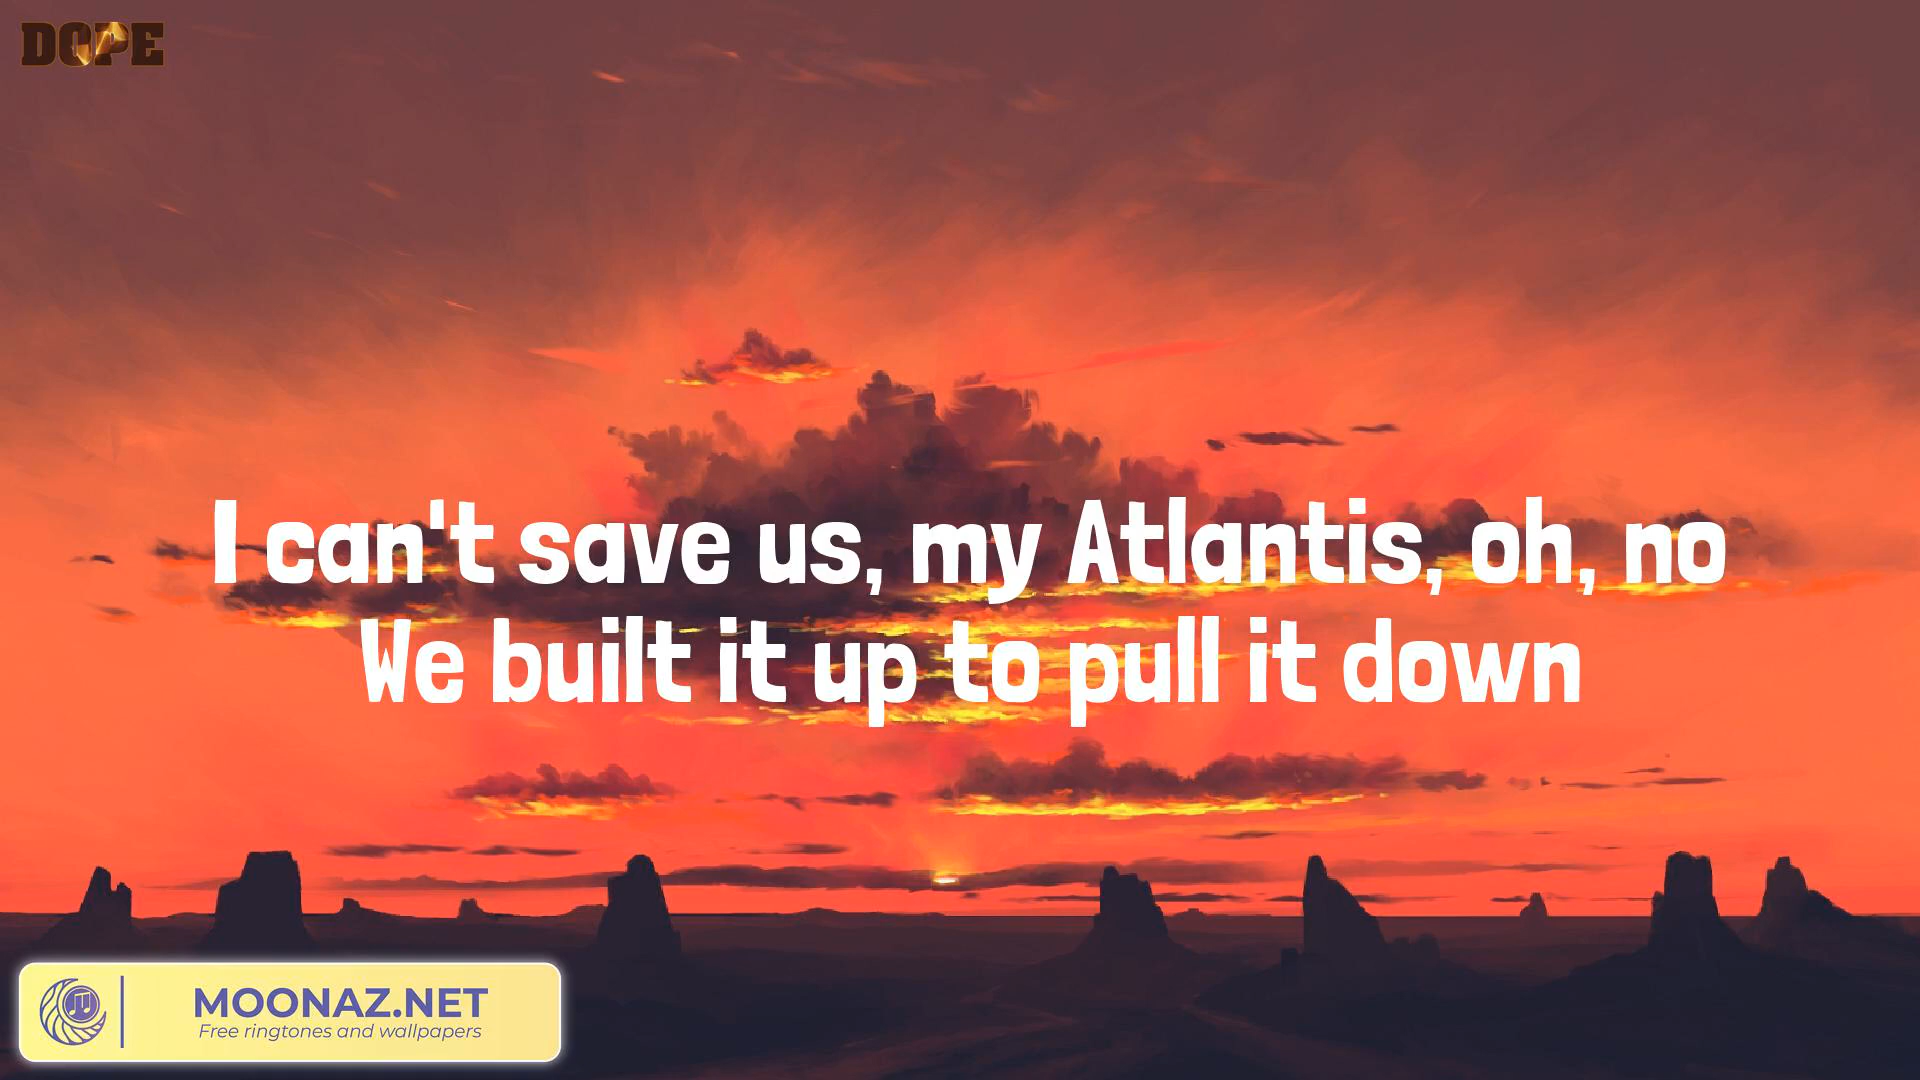 DOPE
I can't save us, my Atlantis, oh, no
We built it up to pull it down
MOONAZ.NET
Free ringtones and wallpapers